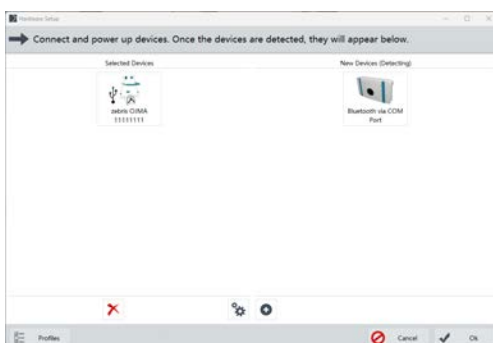 Hardware Setup
Connect and power up devices. Once the devices are detected, they will appear below.
Selected Devices
New Devices (Detecting)
zebris OJMA
11111111
Bluetooth via COM
Port
Profiles
Cancel
Ok